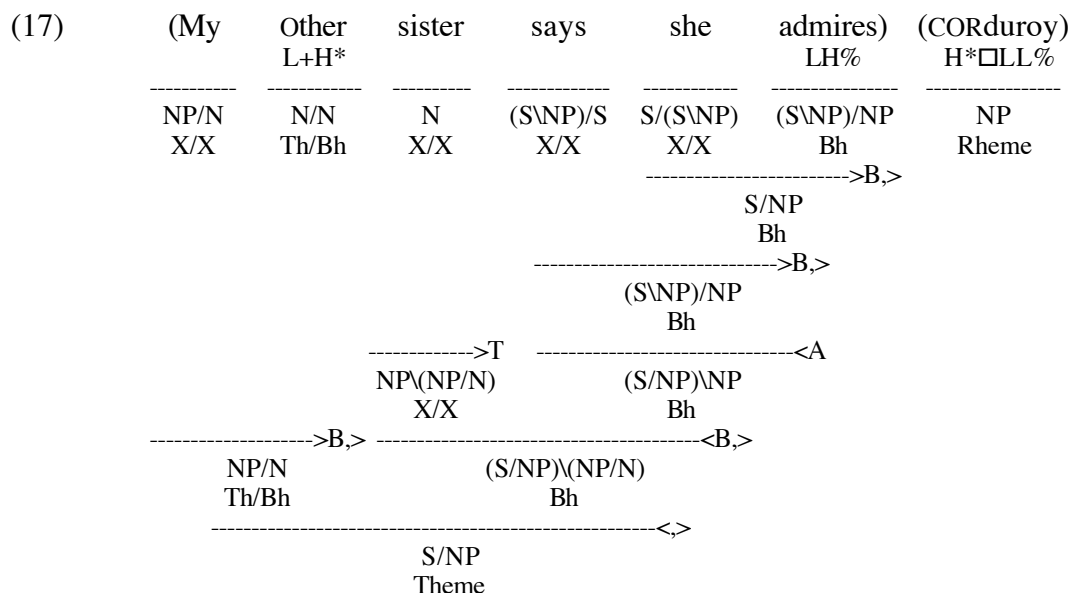 (17) (My Other sister says she admires) (CORduroy)
L+H* LH% H*□LL%
------------ ------------- ---------- ------------ ------------ ---------------- -----------------
NP/N N/N N (S\NP)/S S/(S\NP) (S\NP)/NP NP
X/X Th/Bh X/X X/X X/X Bh Rheme
-------------------------->B,>
S/NP
Bh
------------------------------->B,>
(S\NP)/NP
Bh
------------->T ---------------------------------<A
NP\(NP/N) (S/NP)\NP
X/X Bh
-------------------->B,> -----------------------------------------<B,>
NP/N (S/NP)\(NP/N)
Th/Bh Bh
--------------------------------------------------------<,>
S/NP
Theme